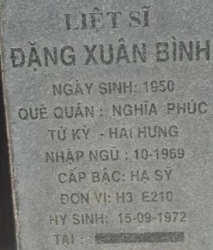 LIỆT SĨ
ĐẶNG XUÂN BÌNH
NGÀY SINH: 1950
QUÊ QUÁN: NGHĨA PHÚC
TỨ KỲ - HẢI HƯNG
NHẬP NGŨ: 10-1969
CẤP BẬC: HẠ SỸ
ĐƠN VỊ: H3 E210
HY SINH: 15-09-1972
TẠI: